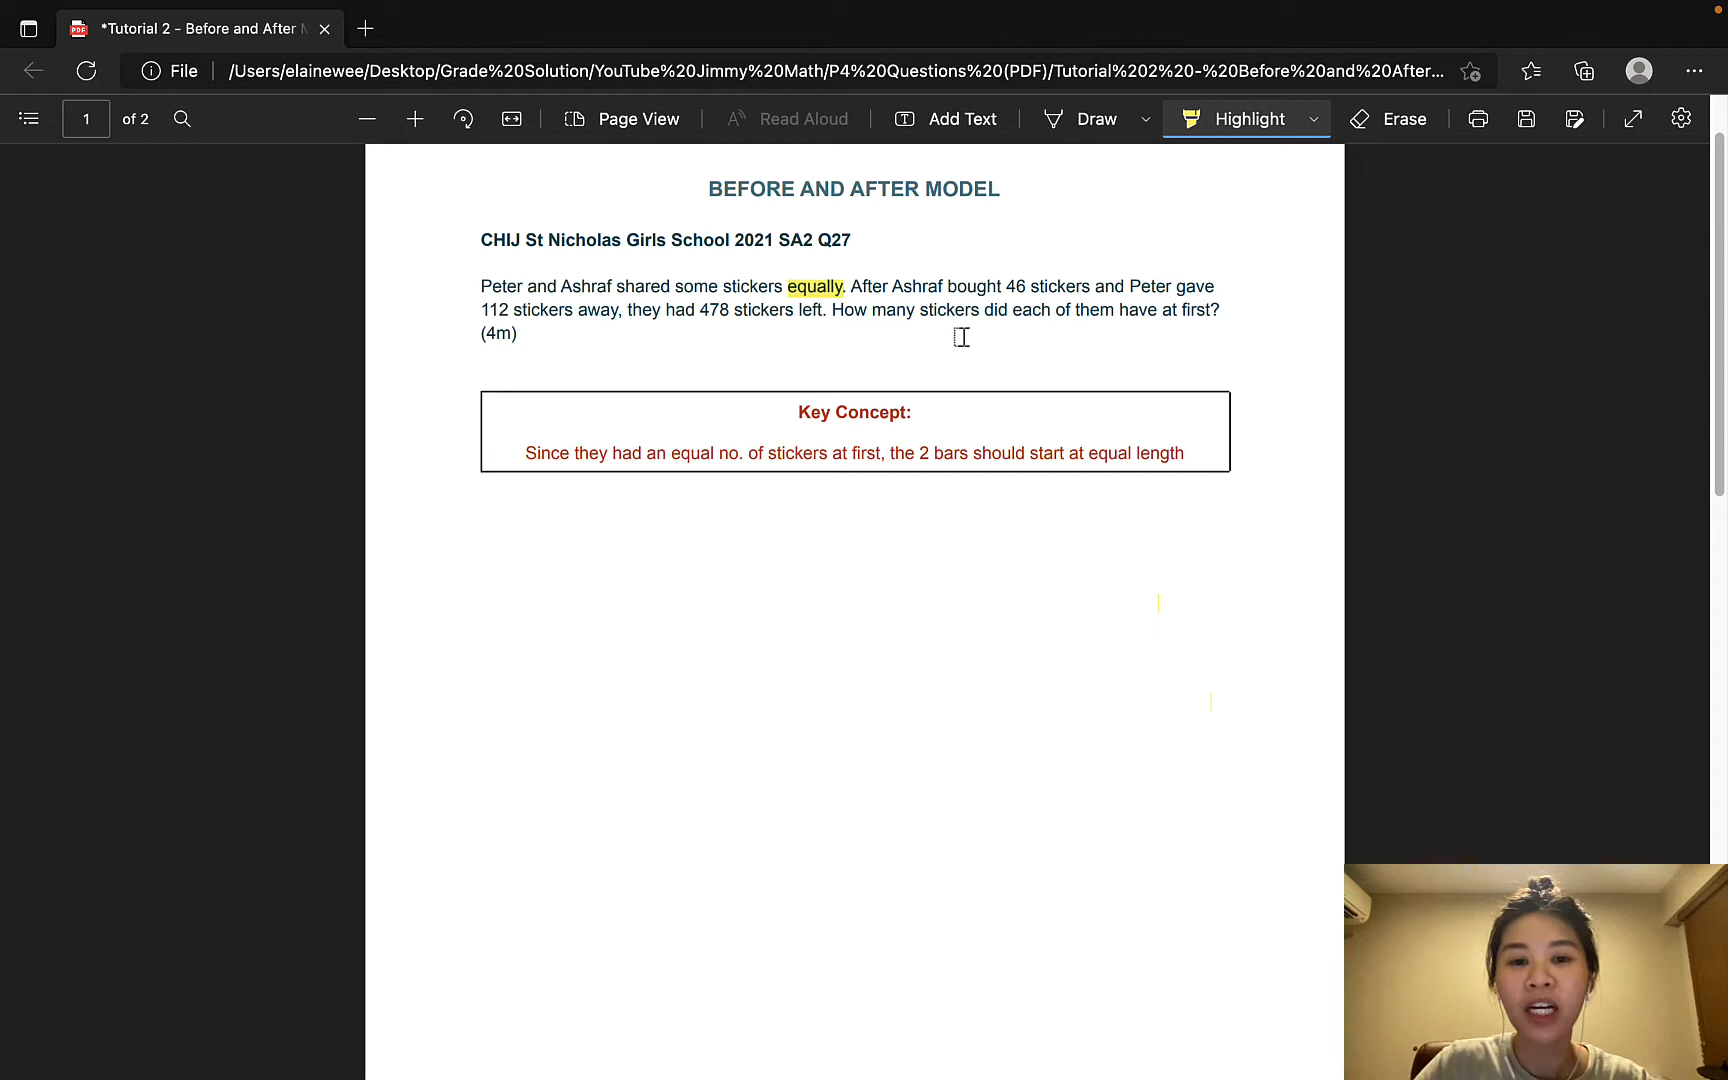 *Tutorial 2 - Before and After M
File
/Users/elainewee/Desktop/Grade%20Solution/YouTube%20Jimmy%20Math/P4%20Questions%20(PDF)/Tutorial%202%20-%20Before%20and%20After...
1 of 2
Page View
Read Aloud
Add Text
Draw
Highlight
Erase
BEFORE AND AFTER MODEL
CHIJ St Nicholas Girls School 2021 SA2 Q27
Peter and Ashraf shared some stickers equally. After Ashraf bought 46 stickers and Peter gave
112 stickers away, they had 478 stickers left. How many stickers did each of them have at first?
(4m)
Key Concept:
Since they had an equal no. of stickers at first, the 2 bars should start at equal length